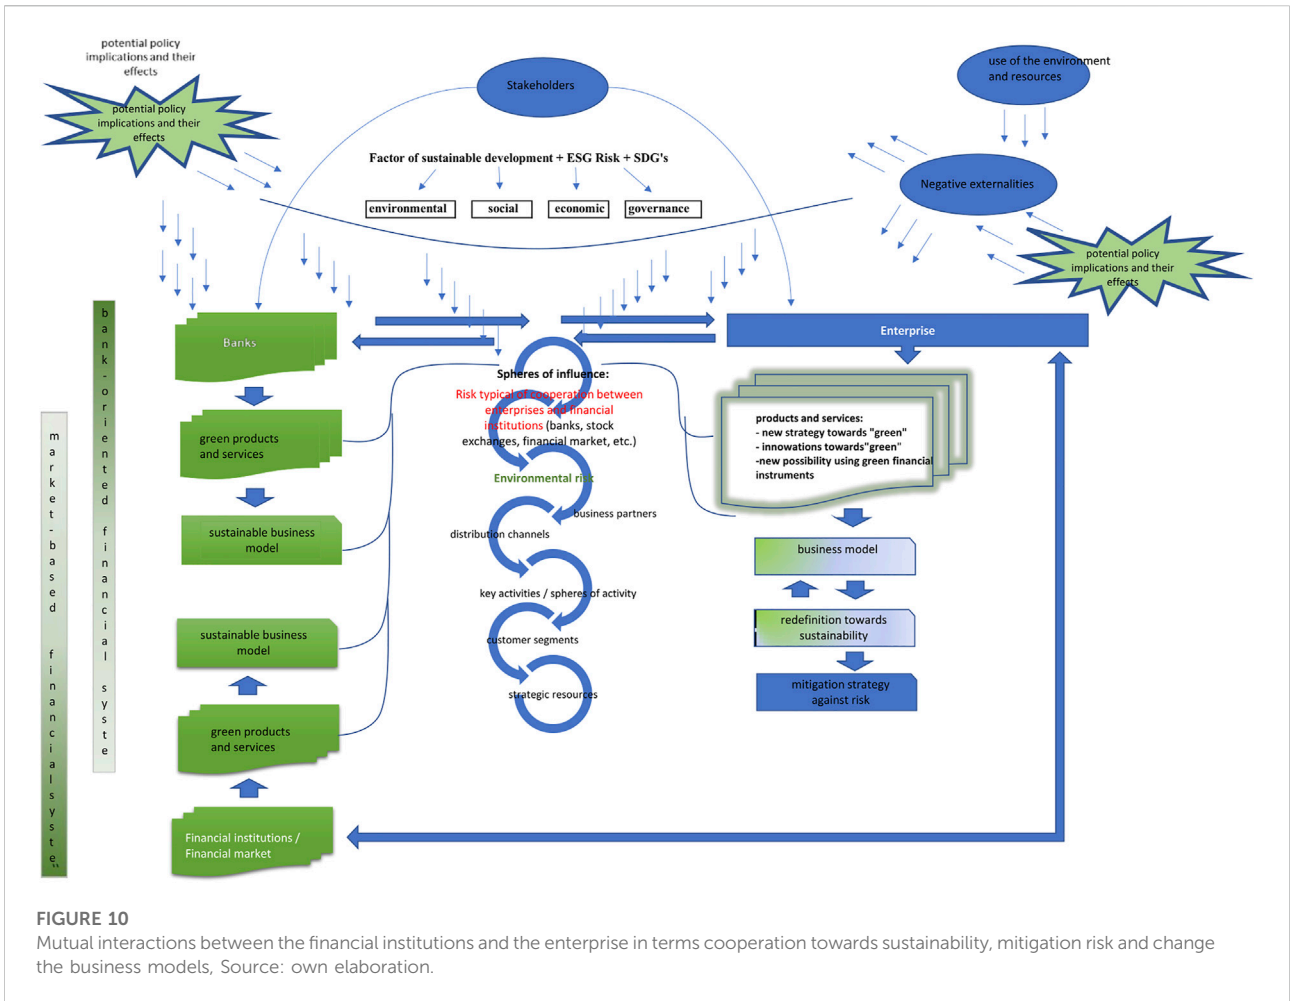 potential policy
implications and their
effects
potential policy
implications and their
effects
Stakeholders
use of the environment
and resources
Factor of sustainable development + ESG Risk + SDG's
environmental
social
economic
governance
Negative externalities
potential policy
implications and their
effects
bank-oriented financial syste
market-based financialsyste
Banks
green products
and services
sustainable business
model
sustainable business
model
green products
and services
Financial institutions /
Financial market
Spheres of influence:
Risk typical of cooperation between
enterprises and financial
institutions (banks, stock
exchanges, financial market, etc.)
Environmental risk
business partners
distribution channels
key activities / spheres of activity
customer segments
strategic resources
Enterprise
products and services:
- new strategy towards "green"
- innovations towards"green"
-new possibility using green financial
instruments
business model
redefinition towards
sustainability
mitigation strategy
against risk
FIGURE 10
Mutual interactions between the financial institutions and the enterprise in terms cooperation towards sustainability, mitigation risk and change
the business models, Source: own elaboration.